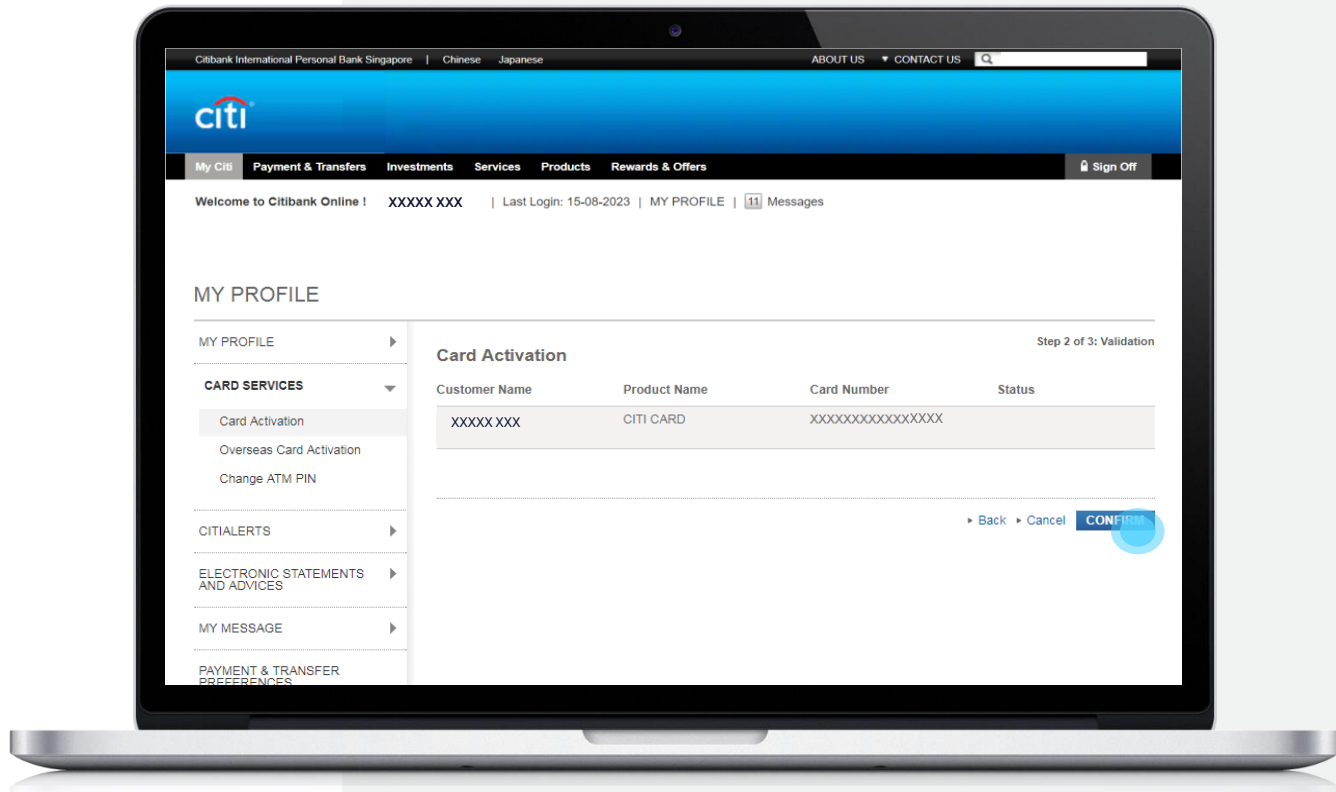 Citibank International Personal Bank Singapore | Chinese Japanese ABOUT US ▼ CONTACT US
citi
My Citi Payment & Transfers Investments Services Products Rewards & Offers Sign Off
Welcome to Citibank Online ! XXXXX XXX | Last Login: 15-08-2023 | MY PROFILE | 11 Messages
MY PROFILE
MY PROFILE
CARD SERVICES
Card Activation
Overseas Card Activation
Change ATM PIN
CITIALERTS
ELECTRONIC STATEMENTS
AND ADVICES
MY MESSAGE
PAYMENT & TRANSFER
PREFERENCES
Step 2 of 3: Validation
Card Activation
Customer Name Product Name Card Number Status
XXXXX XXX CITI CARD XXXXXXXXXXXXXXXX
Back Cancel CONFIRM